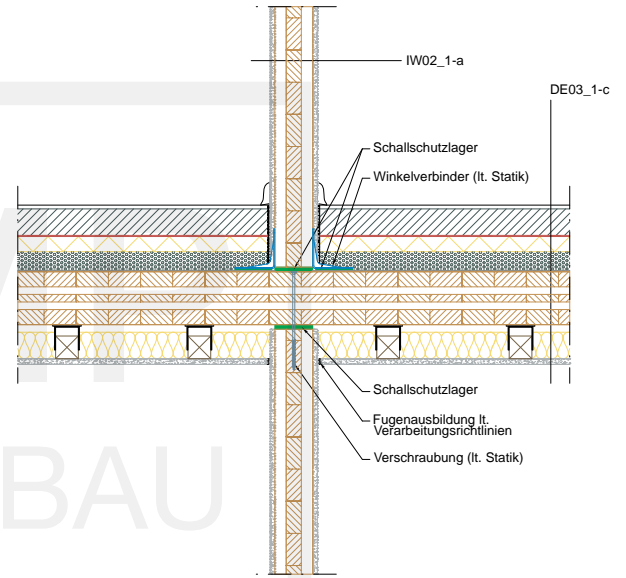 IW02_1-a
DE03_1-c
Schallschutzlager
Winkelverbinder (lt. Statik)
Schallschutzlager
Fugenausbildung lt.
Verarbeitungsrichtlinien
Verschraubung (lt. Statik)
BAU